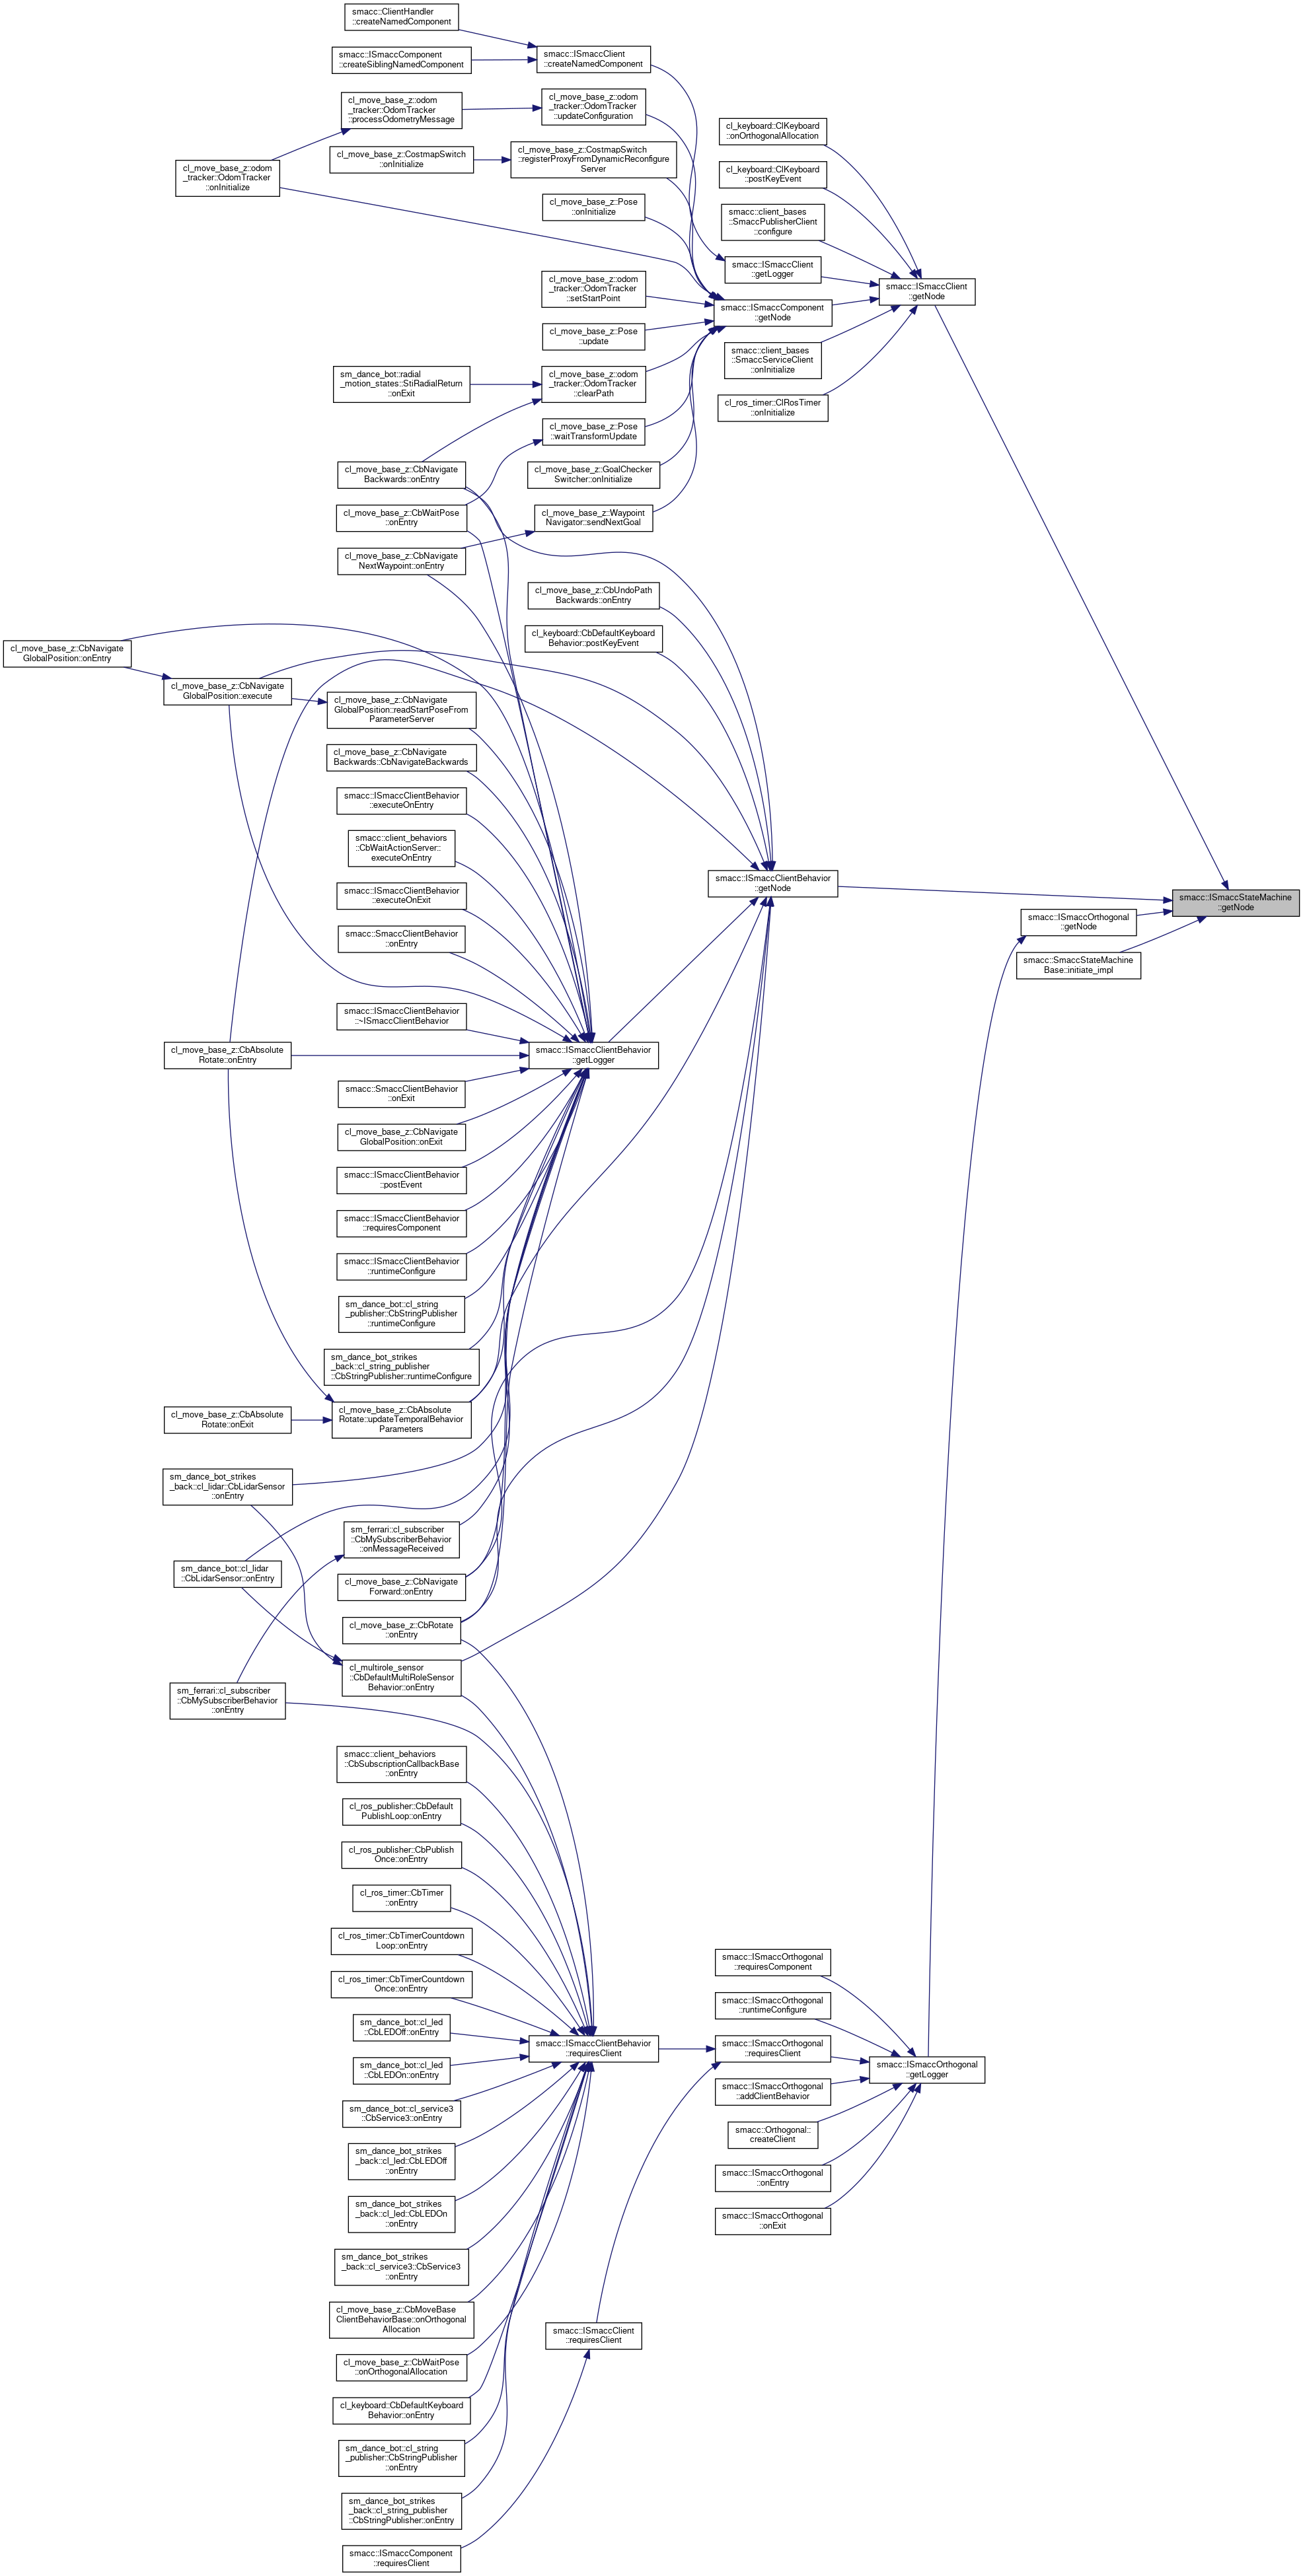 smacc::ClientHandler
::createNamedComponent
smacc::ISmaccComponent
::createSiblingNamedComponent
smacc::ISmaccClient
::createNamedComponent
cl_move_base_z::odom
_tracker::OdomTracker
::processOdometryMessage
cl_move_base_z::odom
_tracker::OdomTracker
::updateConfiguration
cl_keyboard::ClKeyboard
::onOrthogonalAllocation
cl_move_base_z::odom
_tracker::OdomTracker
::onInitialize
cl_move_base_z::CostmapSwitch
::onInitialize
cl_move_base_z::CostmapSwitch
::registerProxyFromDynamicReconfigure
Server
cl_keyboard::ClKeyboard
::postKeyEvent
cl_move_base_z::Pose
::onInitialize
smacc::client_bases
::SmaccPublisherClient
::configure
smacc::ISmaccClient
::getLogger
cl_move_base_z::odom
_tracker::OdomTracker
::setStartPoint
smacc::ISmaccComponent
::getNode
smacc::ISmaccClient
::getNode
cl_move_base_z::Pose
::update
smacc::client_bases
::SmaccServiceClient
::onInitialize
sm_dance_bot::radial
_motion_states::StiRadialReturn
::onExit
cl_move_base_z::odom
_tracker::OdomTracker
::clearPath
cl_ros_timer::ClRosTimer
::onInitialize
cl_move_base_z::Pose
::waitTransformUpdate
cl_move_base_z::CbNavigate
Backwards::onEntry
cl_move_base_z::GoalChecker
Switcher::onInitialize
cl_move_base_z::CbWaitPose
::onEntry
cl_move_base_z::Waypoint
Navigator::sendNextGoal
cl_move_base_z::CbNavigate
NextWaypoint::onEntry
cl_move_base_z::CbUndoPath
Backwards::onEntry
cl_keyboard::CbDefaultKeyboard
Behavior::postKeyEvent
cl_move_base_z::CbNavigate
GlobalPosition::onEntry
cl_move_base_z::CbNavigate
GlobalPosition::execute
cl_move_base_z::CbNavigate
GlobalPosition::readStartPoseFrom
ParameterServer
cl_move_base_z::CbNavigate
Backwards::CbNavigateBackwards
smacc::ISmaccClientBehavior
::executeOnEntry
smacc::client_behaviors
::CbWaitActionServer::
executeOnEntry
smacc::ISmaccClientBehavior
::executeOnExit
smacc::ISmaccClientBehavior
::getNode
smacc::ISmaccStateMachine
::getNode
smacc::ISmaccOrthogonal
::getNode
smacc::SmaccClientBehavior
::onEntry
smacc::SmaccStateMachine
Base::initiate_impl
smacc::ISmaccClientBehavior
::~ISmaccClientBehavior
cl_move_base_z::CbAbsolute
Rotate::onEntry
smacc::ISmaccClientBehavior
::getLogger
smacc::SmaccClientBehavior
::onExit
cl_move_base_z::CbNavigate
GlobalPosition::onExit
smacc::ISmaccClientBehavior
::postEvent
smacc::ISmaccClientBehavior
::requiresComponent
smacc::ISmaccClientBehavior
::runtimeConfigure
sm_dance_bot::cl_string
_publisher::CbStringPublisher
::runtimeConfigure
sm_dance_bot_strikes
_back::cl_string_publisher
::CbStringPublisher::runtimeConfigure
cl_move_base_z::CbAbsolute
Rotate::onExit
cl_move_base_z::CbAbsolute
Rotate::updateTemporalBehavior
Parameters
sm_dance_bot_strikes
_back::cl_lidar::CbLidarSensor
::onEntry
sm_ferrari::cl_subscriber
::CbMySubscriberBehavior
::onMessageReceived
sm_dance_bot::cl_lidar
::CbLidarSensor::onEntry
cl_move_base_z::CbNavigate
Forward::onEntry
cl_move_base_z::CbRotate
::onEntry
cl_multirole_sensor
::CbDefaultMultiRoleSensor
Behavior::onEntry
sm_ferrari::cl_subscriber
::CbMySubscriberBehavior
::onEntry
smacc::client_behaviors
::CbSubscriptionCallbackBase
::onEntry
cl_ros_publisher::CbDefault
PublishLoop::onEntry
cl_ros_publisher::CbPublish
Once::onEntry
cl_ros_timer::CbTimer
::onEntry
cl_ros_timer::CbTimerCountdown
Loop::onEntry
smacc::ISmaccOrthogonal
::requiresComponent
cl_ros_timer::CbTimerCountdown
Once::onEntry
smacc::ISmaccOrthogonal
::runtimeConfigure
sm_dance_bot::cl_led
::CbLEDOff::onEntry
smacc::ISmaccClientBehavior
::requiresClient
smacc::ISmaccOrthogonal
::requiresClient
sm_dance_bot::cl_led
::CbLEDOn::onEntry
smacc::ISmaccOrthogonal
::getLogger
smacc::ISmaccOrthogonal
::addClientBehavior
sm_dance_bot::cl_service3
::CbService3::onEntry
smacc::Orthogonal::
createClient
sm_dance_bot_strikes
_back::cl_led::CbLEDOff
::onEntry
smacc::ISmaccOrthogonal
::onEntry
sm_dance_bot_strikes
_back::cl_led::CbLEDOn
::onEntry
smacc::ISmaccOrthogonal
::onExit
sm_dance_bot_strikes
_back::cl_service3::CbService3
::onEntry
cl_move_base_z::CbMoveBase
ClientBehaviorBase::onOrthogonal
Allocation
smacc::ISmaccClient
::requiresClient
cl_move_base_z::CbWaitPose
::onOrthogonalAllocation
cl_keyboard::CbDefaultKeyboard
Behavior::onEntry
sm_dance_bot::cl_string
_publisher::CbStringPublisher
::onEntry
sm_dance_bot_strikes
_back::cl_string_publisher
::CbStringPublisher::onEntry
smacc::ISmaccComponent
::requiresClient